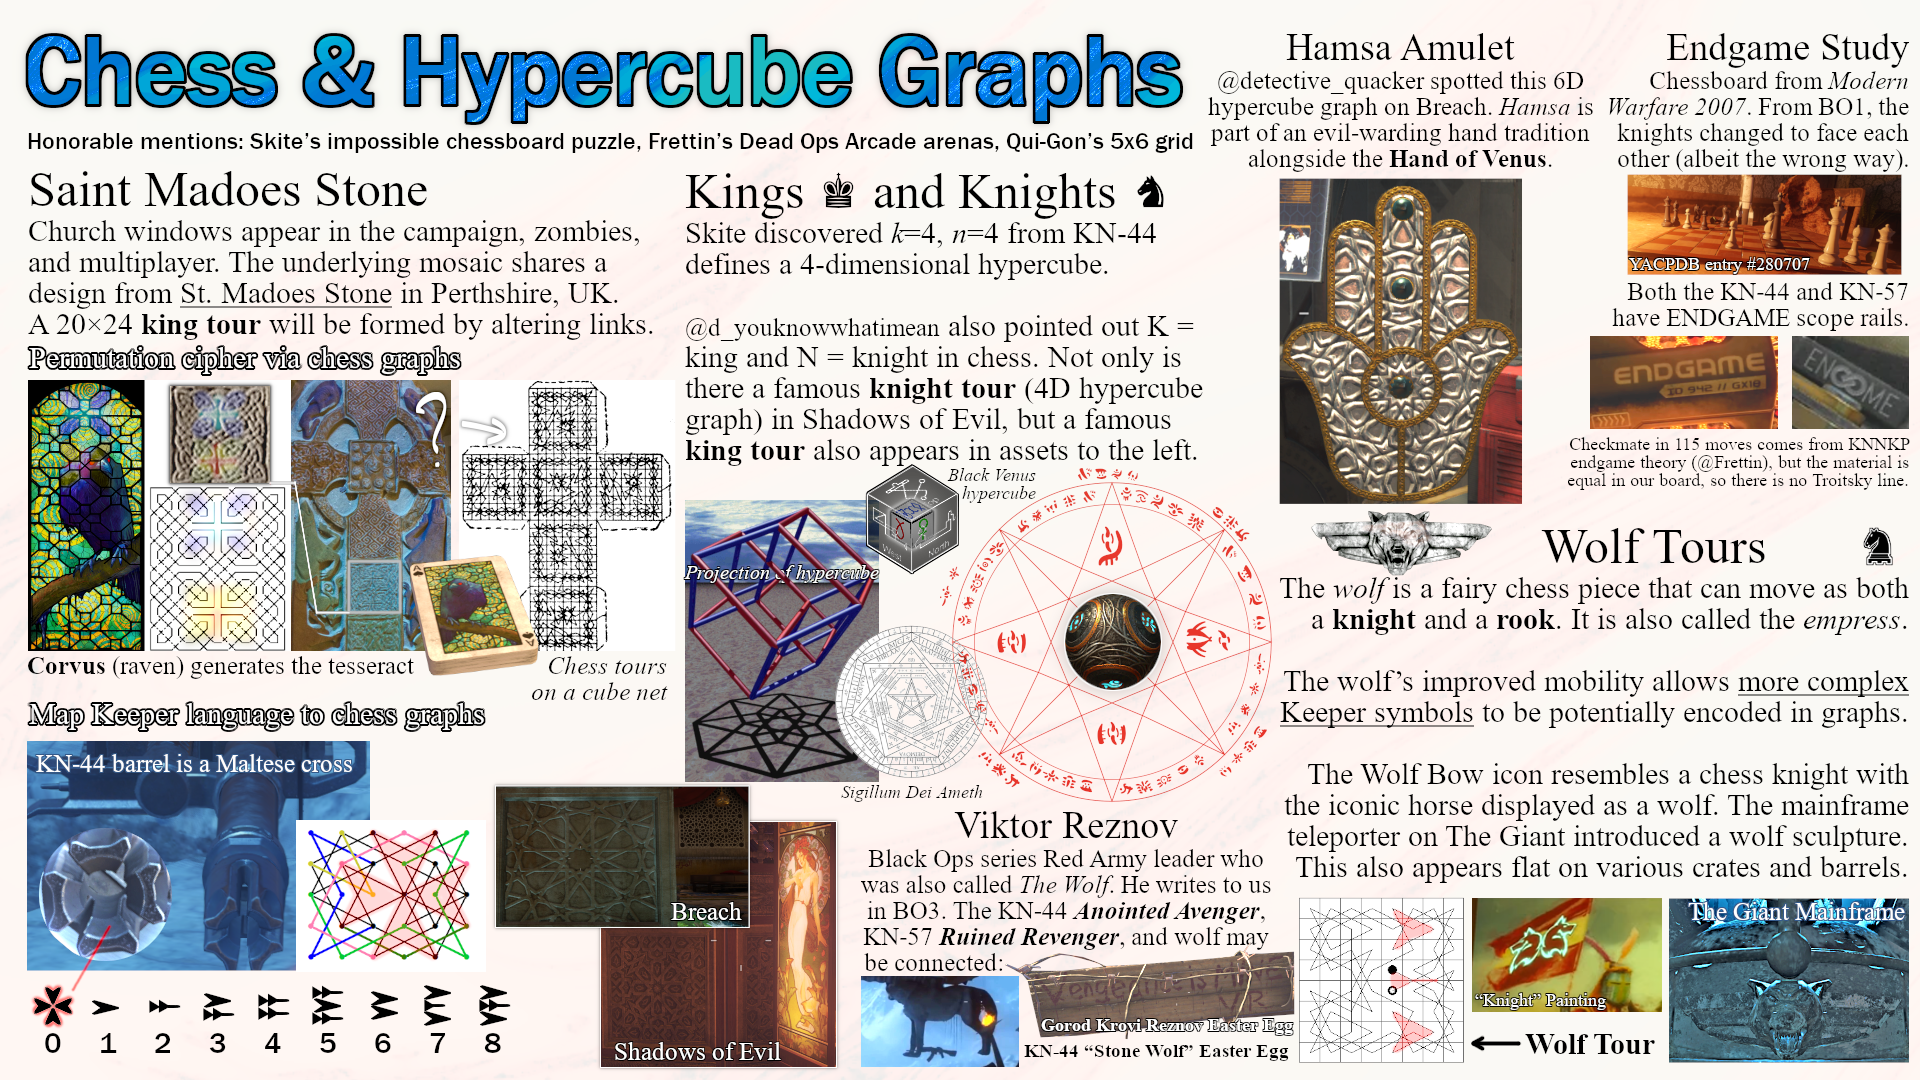 Chess & Hypercube Graphs
Honorable mentions: Skite's impossible chessboard puzzle, Frettin's Dead Ops Arcade arenas, Qui-Gon's 5x6 grid
Saint Madoes Stone
Church windows appear in the campaign, zombies,
and multiplayer. The underlying mosaic shares a
design from St. Madoes Stone in Perthshire, UK.
A 20×24 king tour will be formed by altering links.
Permutation cipher via chess graphs
?
A
A
Corvus (raven) generates the tesseract
Chess tours
on a cube net
Map Keeper language to chess graphs
KN-44 barrel is a Maltese cross
0 1 2 3 4 5 6 7 8
Breach
Shadows of Evil
Kings ♚ and Knights ♞
Skite discovered k=4, n=4 from KN-44
defines a 4-dimensional hypercube.
@d_youknowwhatimean also pointed out K =
king and N = knight in chess. Not only is
there a famous knight tour (4D hypercube
graph) in Shadows of Evil, but a famous
king tour also appears in assets to the left.
Black Venus
hypercube
West
North
Projection of hypercube
Sigillum Dei Ameth
Viktor Reznov
Black Ops series Red Army leader who
was also called The Wolf. He writes to us
in BO3. The KN-44 Anointed Avenger,
KN-57 Ruined Revenger, and wolf may
be connected:
Vengeance is
VR
Gorod Krovi Reznov Easter Egg
KN-44 “Stone Wolf” Easter Egg
Hamsa Amulet
@detective_quacker spotted this 6D
hypercube graph on Breach. Hamsa is
part of an evil-warding hand tradition
alongside the Hand of Venus.
Endgame Study
Chessboard from Modern
Warfare 2007. From BO1, the
knights changed to face each
other (albeit the wrong way).
YACPDB entry #280707
Both the KN-44 and KN-57
have ENDGAME scope rails.
ENDGAME
ID 942 // GX18
Checkmate in 115 moves comes from KNNKP
endgame theory (@Frettin), but the material is
equal in our board, so there is no Troitsky line.
Wolf Tours
The wolf is a fairy chess piece that can move as both
a knight and a rook. It is also called the empress.
The wolf's improved mobility allows more complex
Keeper symbols to be potentially encoded in graphs.
The Wolf Bow icon resembles a chess knight with
the iconic horse displayed as a wolf. The mainframe
teleporter on The Giant introduced a wolf sculpture.
This also appears flat on various crates and barrels.
“Knight” Painting
The Giant Mainframe
Wolf Tour